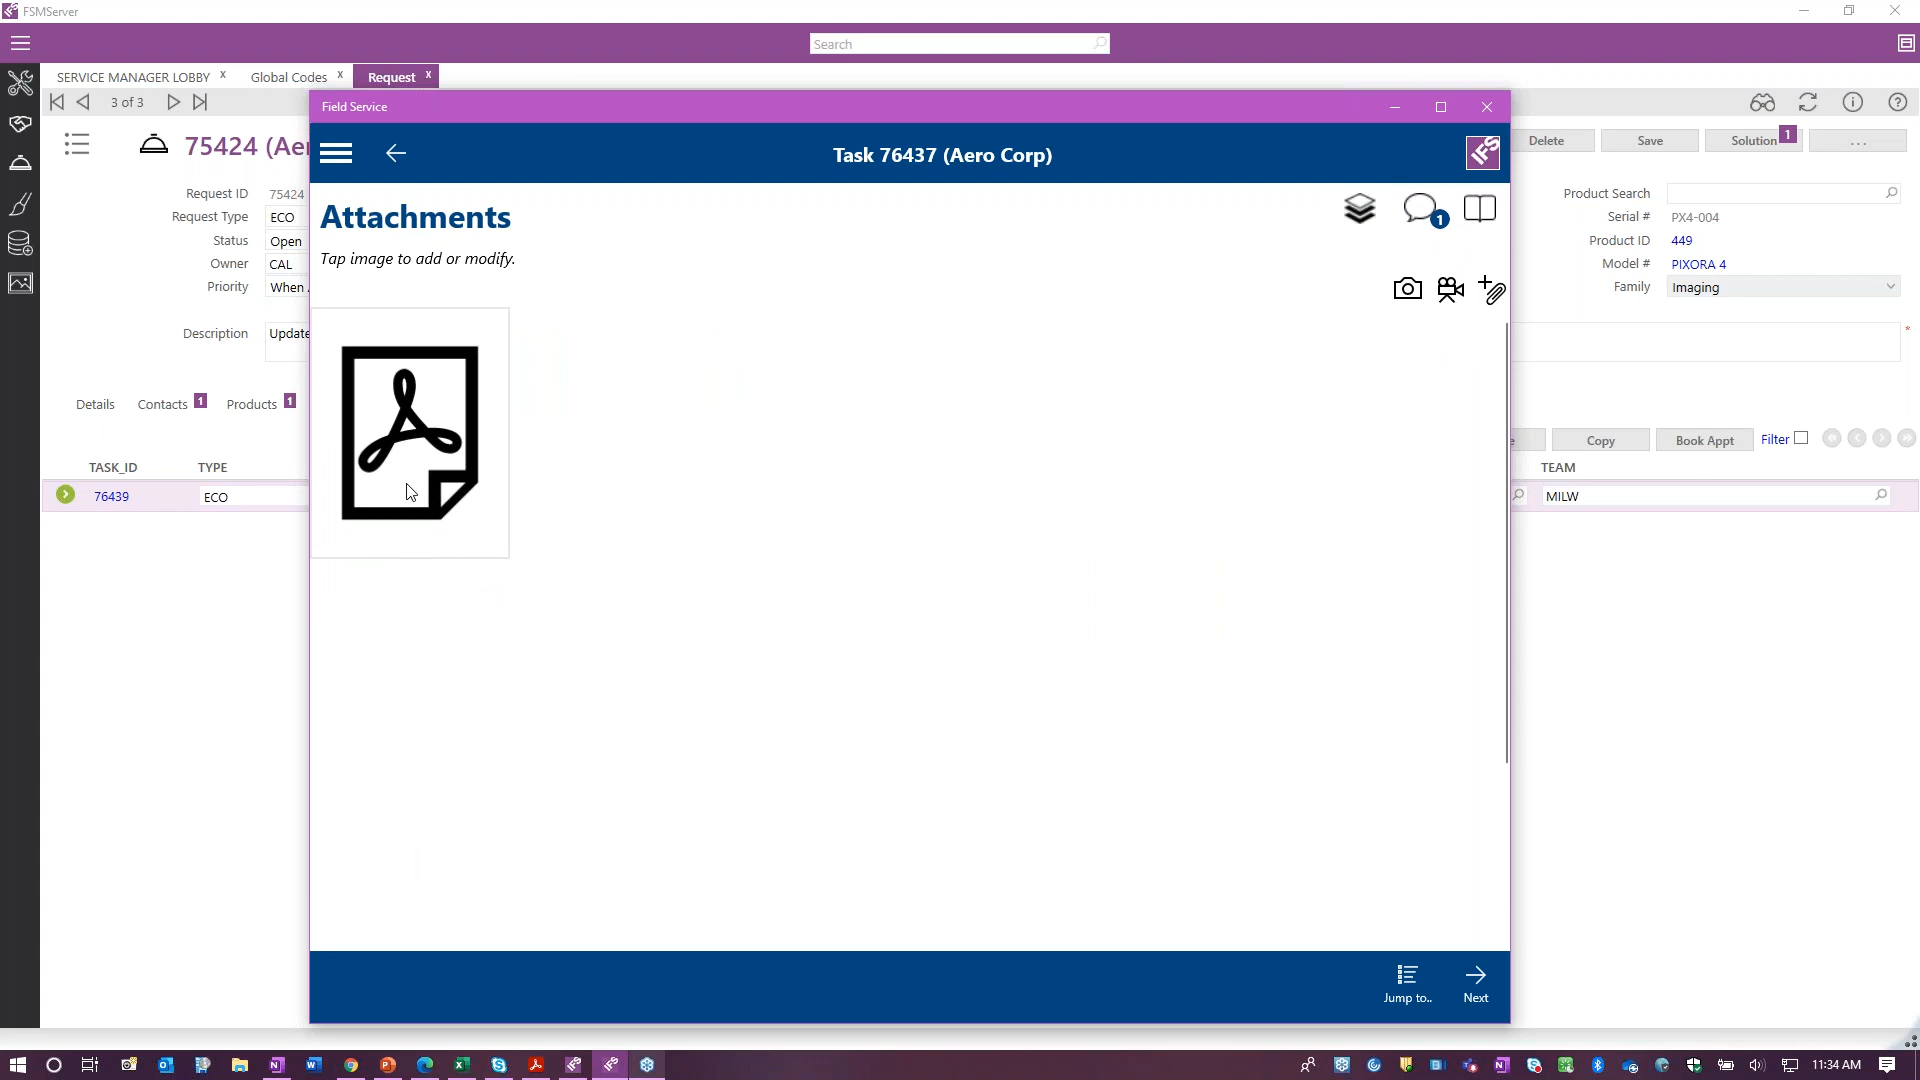 FSMServer
Search
SERVICE MANAGER LOBBY x
Global Codes x
Request x
3 of 3
Field Service
Task 76437 (Aero Corp)
IFS
75424 (Aer
Delete
Save
Solution 1
...
Request ID 75424
Request Type ECO
Status Open
Owner CAL
Priority When
Description Update
Attachments
1
Tap image to add or modify.
Product Search
Serial # PX4-004
Product ID 449
Model # PIXORA 4
Family Imaging
*
Details
Contacts 1
Products 1
e
Copy
Book Appt
Filter
TASK_ID TYPE TEAM
76439 ECO MILW
Jump to..
Next
11:34 AM